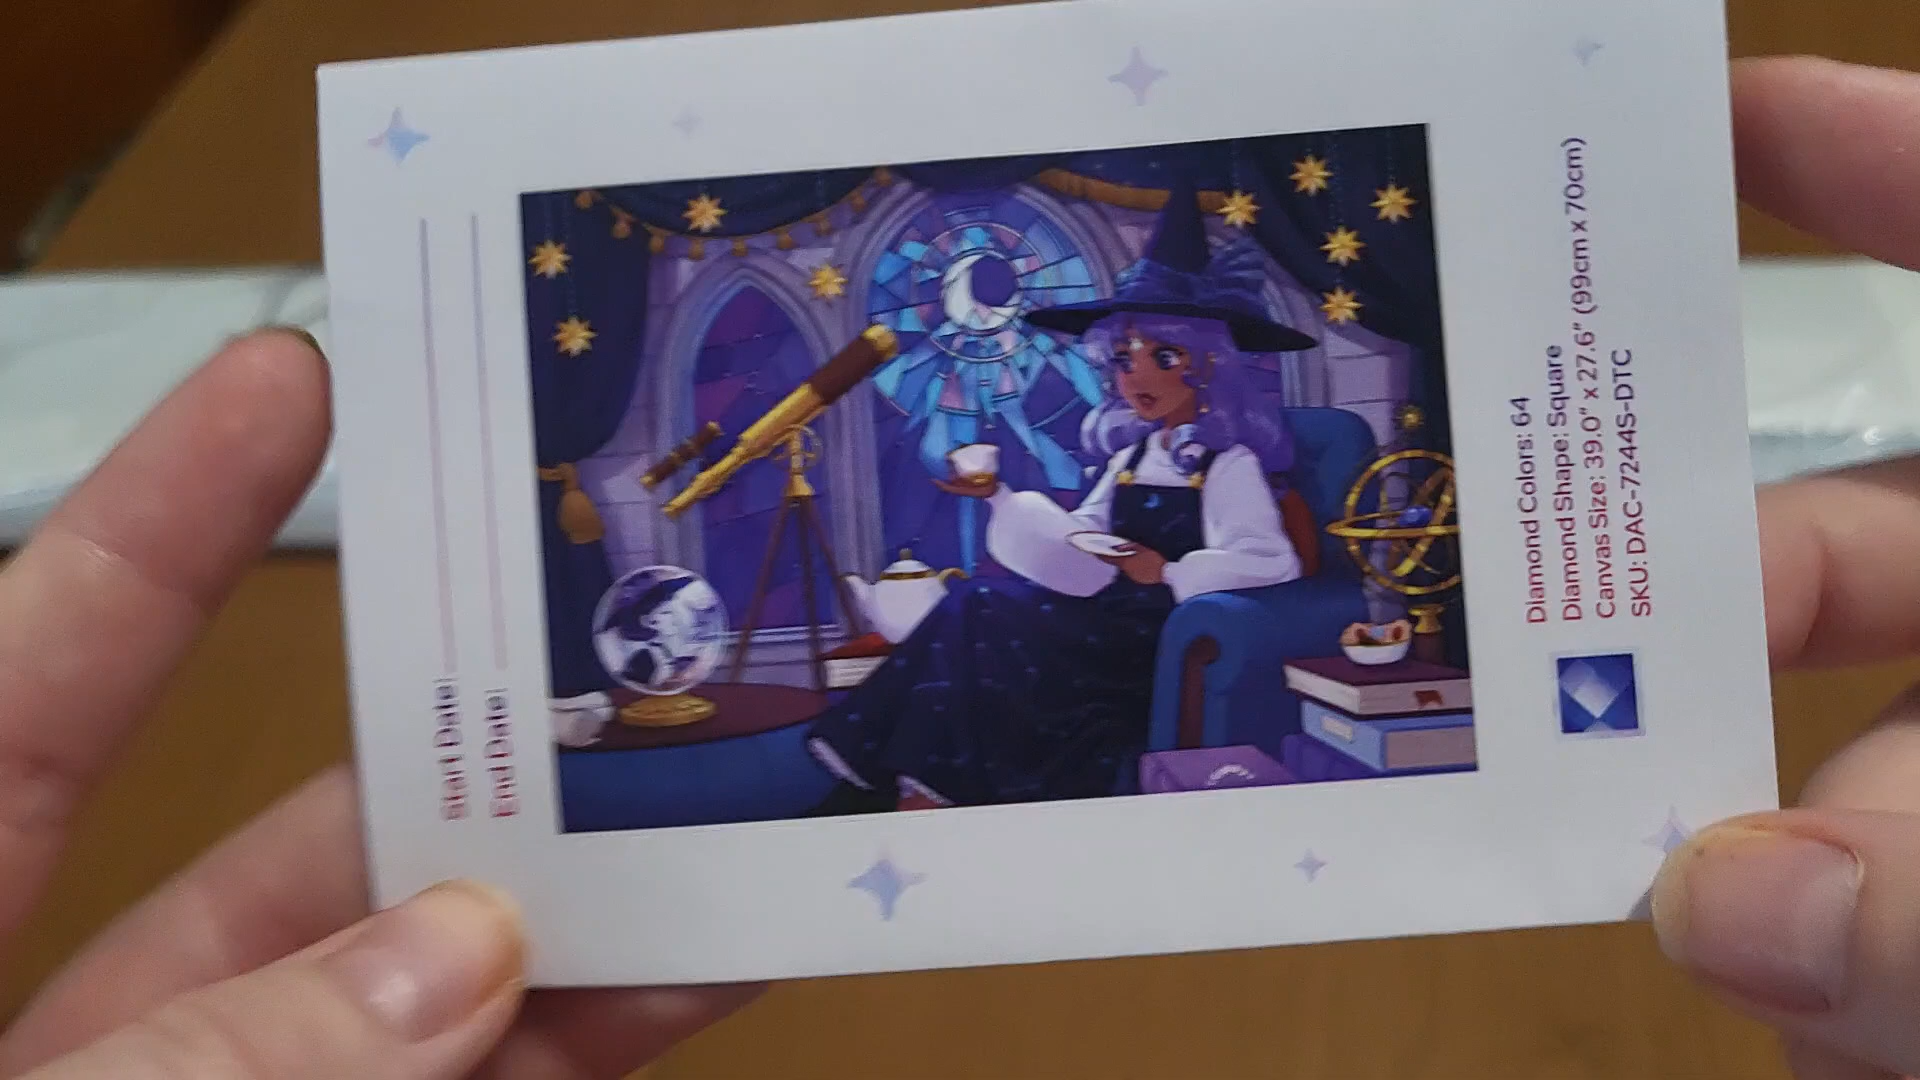 Start Date:
End Date:
Diamond Colors: 64
Diamond Shape: Square
Canvas Size: 39.0" x 27.6" (99cm x 70cm)
SKU: DAC-7244S-DTC